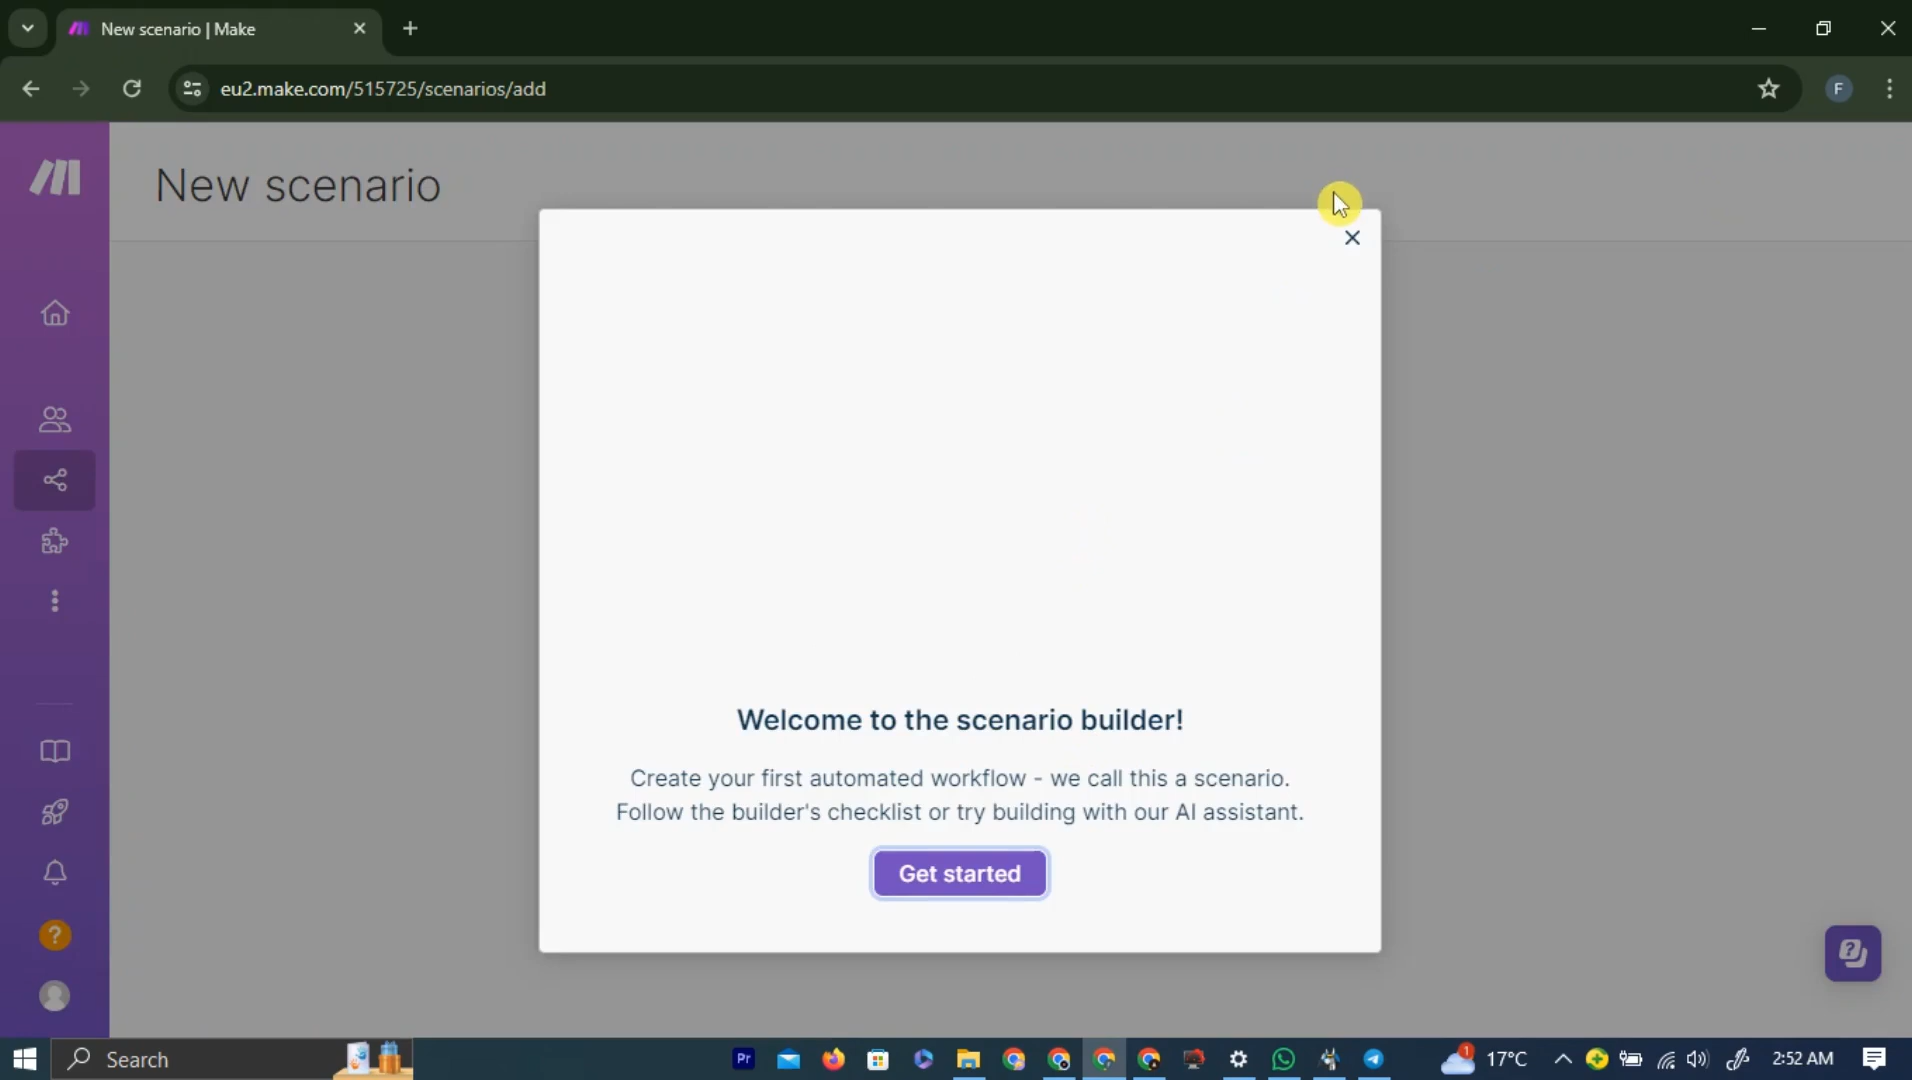 New scenario | Make
eu2.make.com/515725/scenarios/add
F
New scenario
Welcome to the scenario builder!
Create your first automated workflow - we call this a scenario.
Follow the builder's checklist or try building with our AI assistant.
Get started
?
?
Search
Pr
1
17°C
2:52 AM